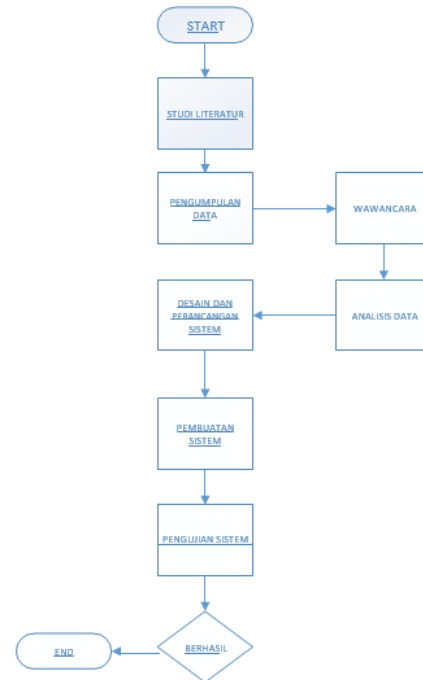 START
STUDI LITERATUR
PENGUMPULAN
DATA
WAWANCARA
ANALISIS DATA
DESAIN DAN
PERANCANGAN
SISTEM
PEMBUATAN
SISTEM
PENGUJIAN SISTEM
BERHASIL
END